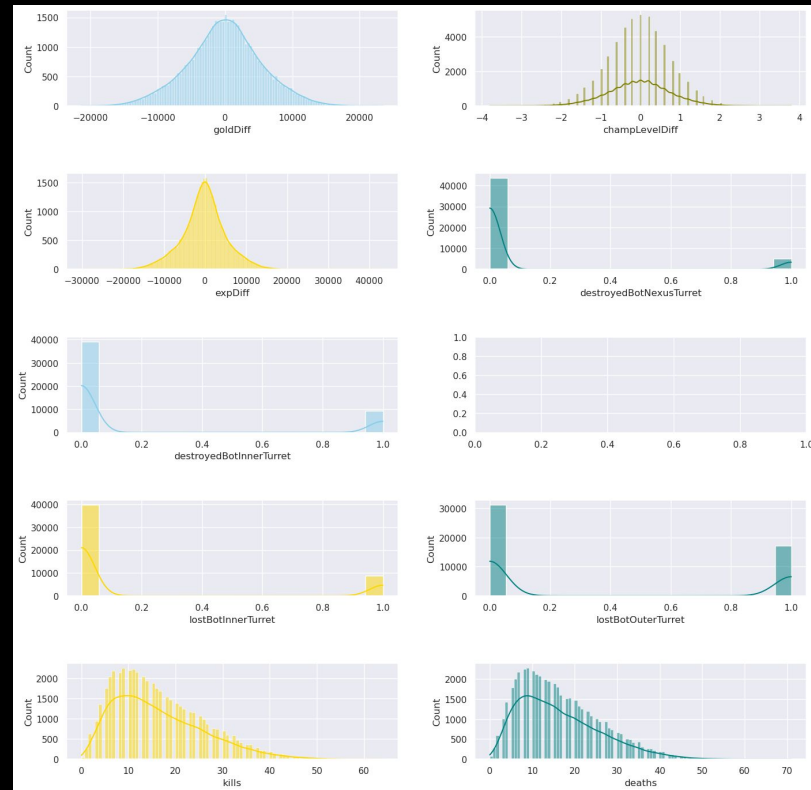 1500
1000
500
0
Count
−20000 −10000 0 10000 20000
goldDiff
4000
2000
0
Count
−4 −3 −2 −1 0 1 2 3 4
champLevelDiff
1500
1000
500
0
Count
−30000 −20000 −10000 0 10000 20000 30000 40000
expDiff
40000
30000
20000
10000
0
Count
0.0 0.2 0.4 0.6 0.8 1.0
destroyedBotNexusTurret
40000
30000
20000
10000
0
Count
0.0 0.2 0.4 0.6 0.8 1.0
destroyedBotInnerTurret
1.0
0.8
0.6
0.4
0.2
0.0
0.0 0.2 0.4 0.6 0.8 1.0
40000
30000
20000
10000
0
Count
0.0 0.2 0.4 0.6 0.8 1.0
lostBotInnerTurret
30000
20000
10000
0
Count
0.0 0.2 0.4 0.6 0.8 1.0
lostBotOuterTurret
2000
1500
1000
500
0
Count
0 10 20 30 40 50 60
kills
2000
1500
1000
500
0
Count
0 10 20 30 40 50 60 70
deaths